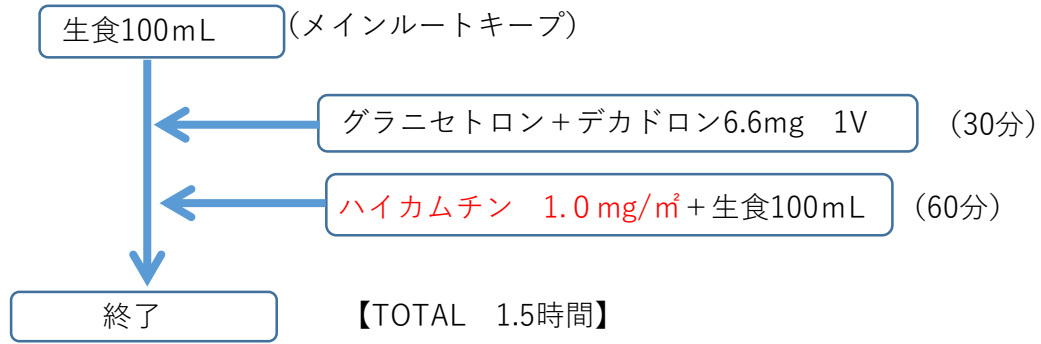 生食100ｍL (メインルートキープ)
グラニセトロン＋デカドロン6.6mg　1V （30分）
ハイカムチン　1.０mg/㎡＋生食100ｍL （60分）
終了 【TOTAL　1.5時間】